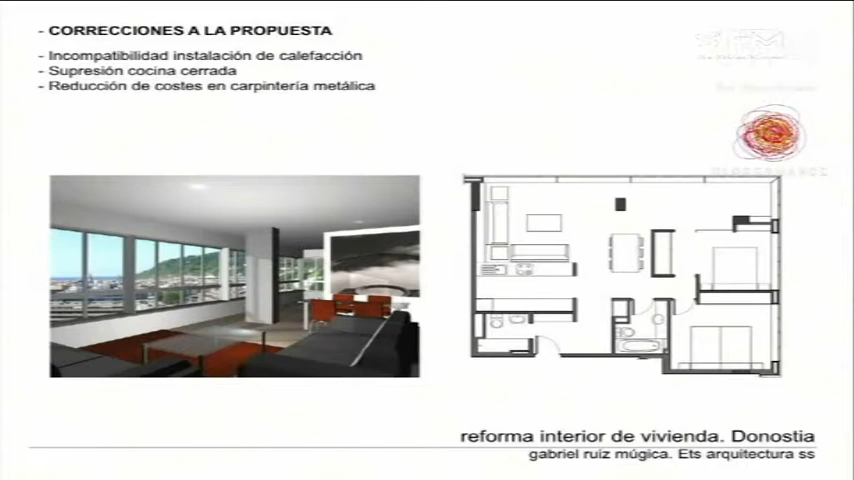 - CORRECCIONES A LA PROPUESTA
- Incompatibilidad instalación de calefacción
- Supresión cocina cerrada
- Reducción de costes en carpintería metálica
reforma interior de vivienda. Donostia
gabriel ruiz múgica. Ets arquitectura ss